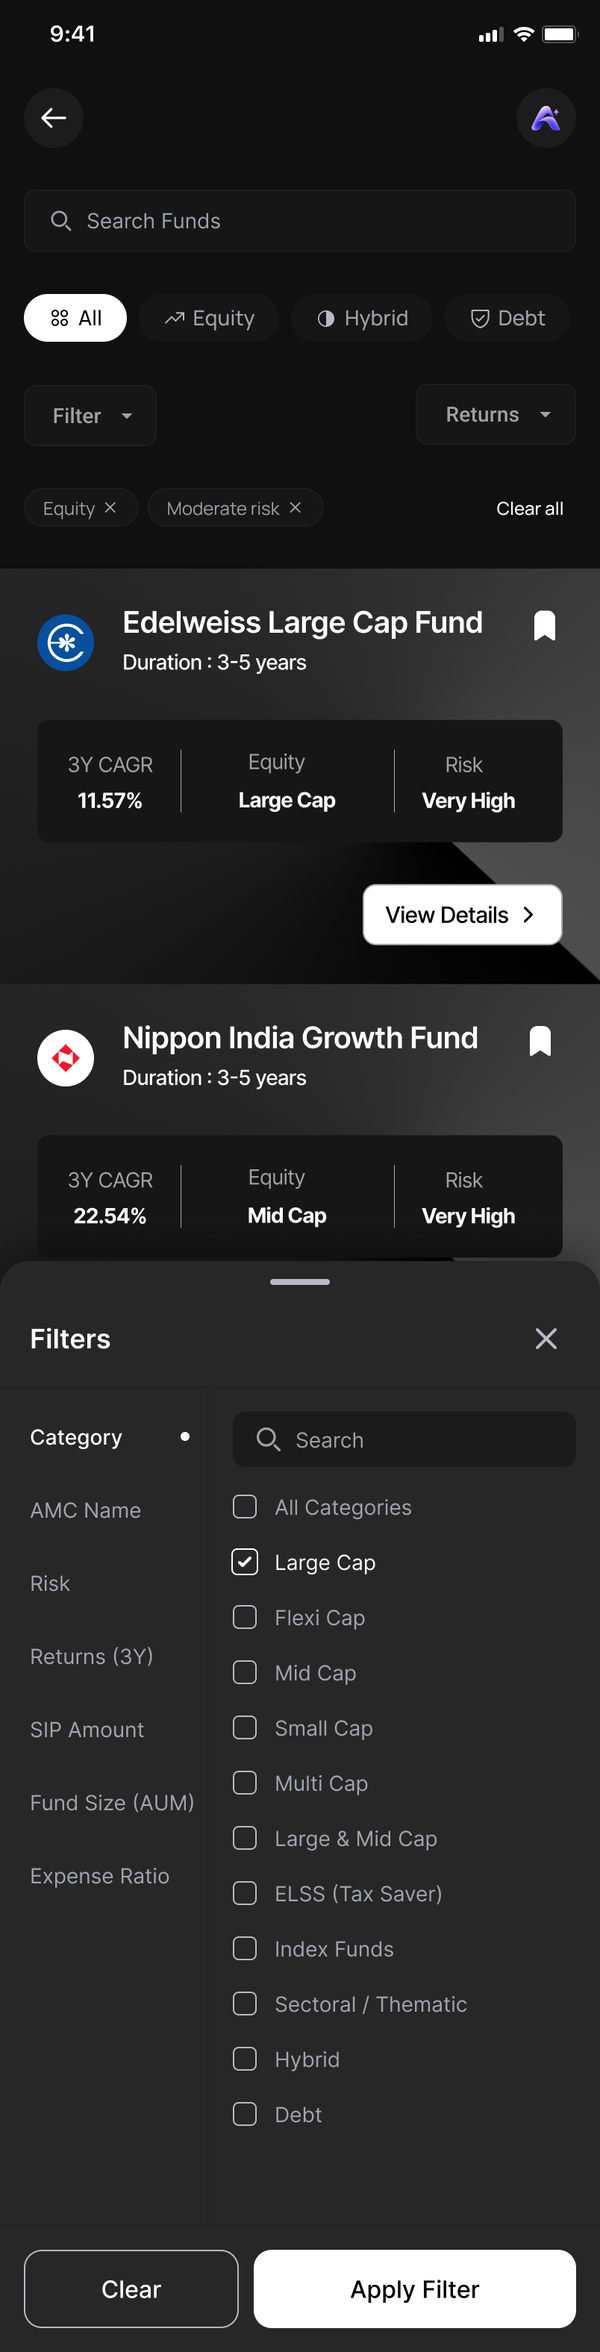 9:41
Search Funds
All Equity Hybrid Debt
Filter Returns
Equity Moderate risk Clear all
Edelweiss Large Cap Fund
Duration : 3-5 years
3Y CAGR Equity Risk
11.57% Large Cap Very High
View Details
Nippon India Growth Fund
Duration : 3-5 years
3Y CAGR Equity Risk
22.54% Mid Cap Very High
Filters
Category
AMC Name
Risk
Returns (3Y)
SIP Amount
Fund Size (AUM)
Expense Ratio
Search
All Categories
Large Cap
Flexi Cap
Mid Cap
Small Cap
Multi Cap
Large & Mid Cap
ELSS (Tax Saver)
Index Funds
Sectoral / Thematic
Hybrid
Debt
Clear Apply Filter